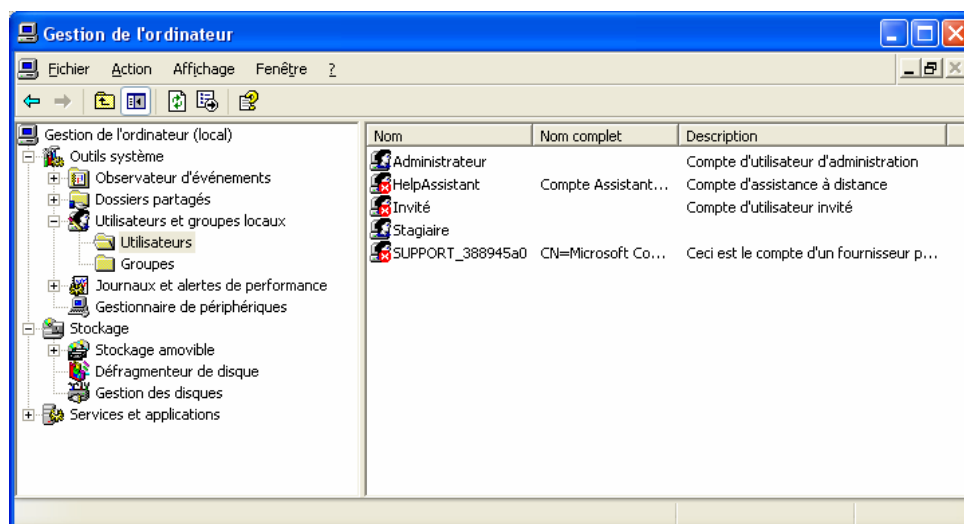 Gestion de l'ordinateur
Fichier Action Affichage Fenêtre ?
Gestion de l'ordinateur (local)
Outils système
Observateur d'événements
Dossiers partagés
Utilisateurs et groupes locaux
Utilisateurs
Groupes
Journaux et alertes de performance
Gestionnaire de périphériques
Stockage
Stockage amovible
Défragmenteur de disque
Gestion des disques
Services et applications
Nom Nom complet Description
Administrateur Compte d'utilisateur d'administration
HelpAssistant Compte Assistant... Compte d'assistance à distance
Invité Compte d'utilisateur invité
Stagiaire
SUPPORT_388945a0 CN=Microsoft Co... Ceci est le compte d'un fournisseur p...